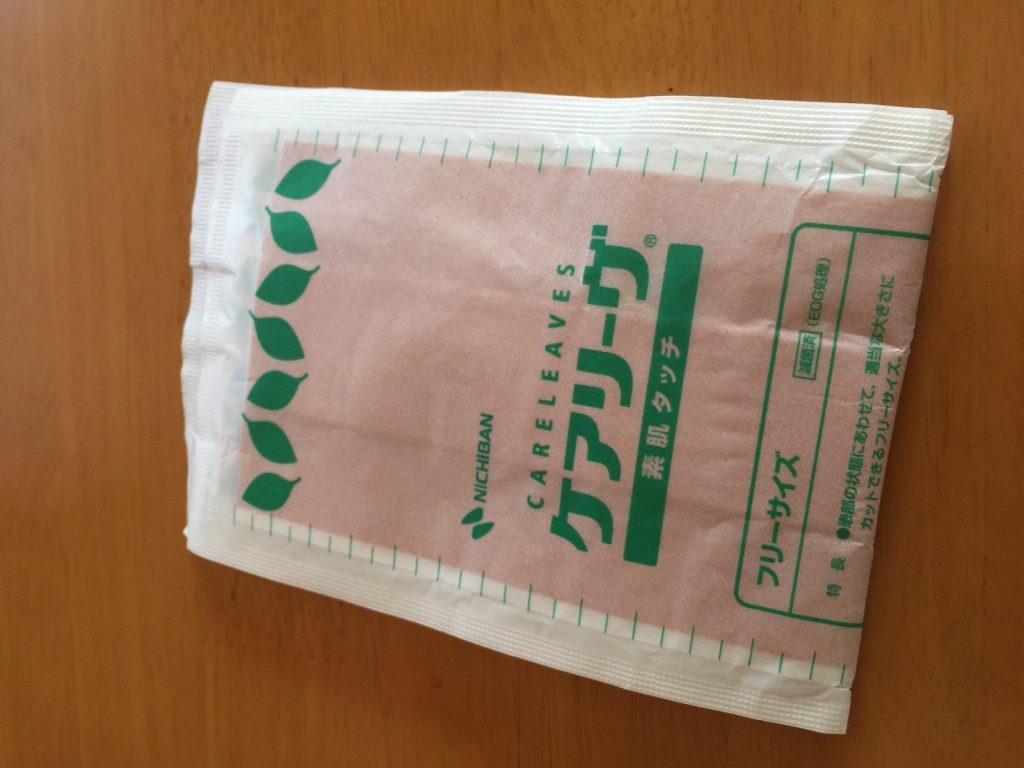 NICHIBAN
CARELEAVES
ケアリーヴ®
素肌タッチ
フリーサイズ
滅菌済 (EOG処理)
特長 ●患部の状態にあわせて、適当な大きさに
カットできるフリーサイズ。